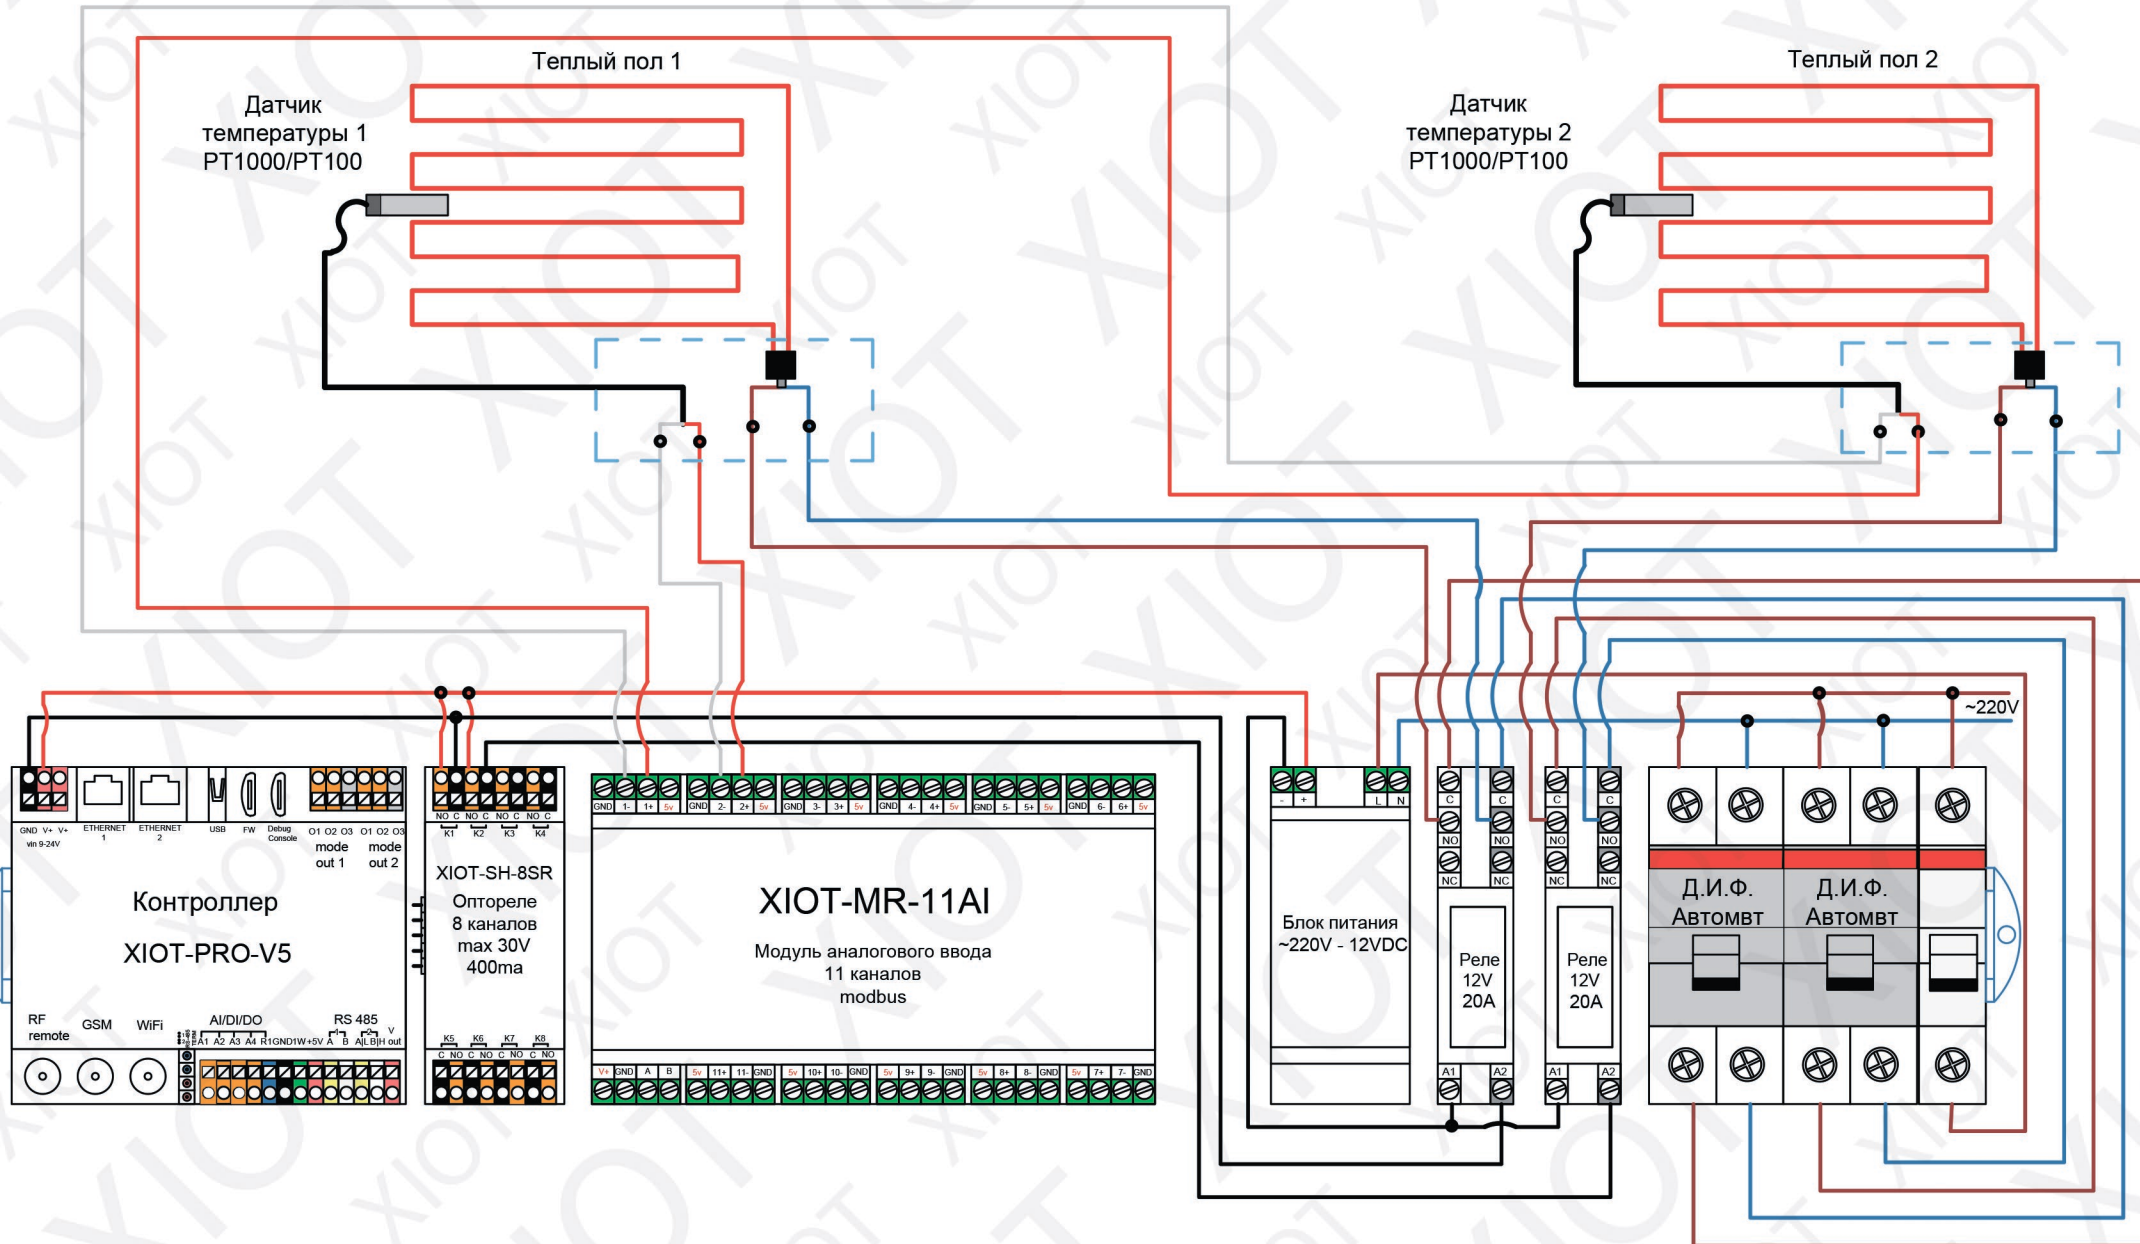 Теплый пол 1
Датчик
температуры 1
PT1000/PT100
Теплый пол 2
Датчик
температуры 2
PT1000/PT100
~220V
GND V+ V+
vin 9-24V
ETHERNET
1
ETHERNET
2
USB
FW
Debug
Console
O1 O2 O3
mode
out 1
O1 O2 O3
mode
out 2
Контроллер
XIOT-PRO-V5
RF
remote
GSM
WiFi
AI/DI/DO
A1 A2 A3 A4 R1 GND 1W +5V
RS 485
1 2
A B A|L B|H
V
out
NO C NO C NO C NO C
K1 K2 K3 K4
XIOT-SH-8SR
Оптореле
8 каналов
max 30V
400ma
K5 K6 K7 K8
C NO C NO C NO C NO
GND 1- 1+ 5v GND 2- 2+ 5v GND 3- 3+ 5v GND 4- 4+ 5v GND 5- 5+ 5v GND 6- 6+ 5v
XIOT-MR-11AI
Модуль аналогового ввода
11 каналов
modbus
V+ GND A B 5v 11+ 11- GND 5v 10+ 10- GND 5v 9+ 9- GND 5v 8+ 8- GND 5v 7+ 7- GND
- + L N
Блок питания
~220V - 12VDC
C C
NO NO
NC NC
Реле
12V
20A
A1 A2
C C
NO NO
NC NC
Реле
12V
20A
A1 A2
Д.И.Ф.
Автомвт
Д.И.Ф.
Автомвт
XIOT